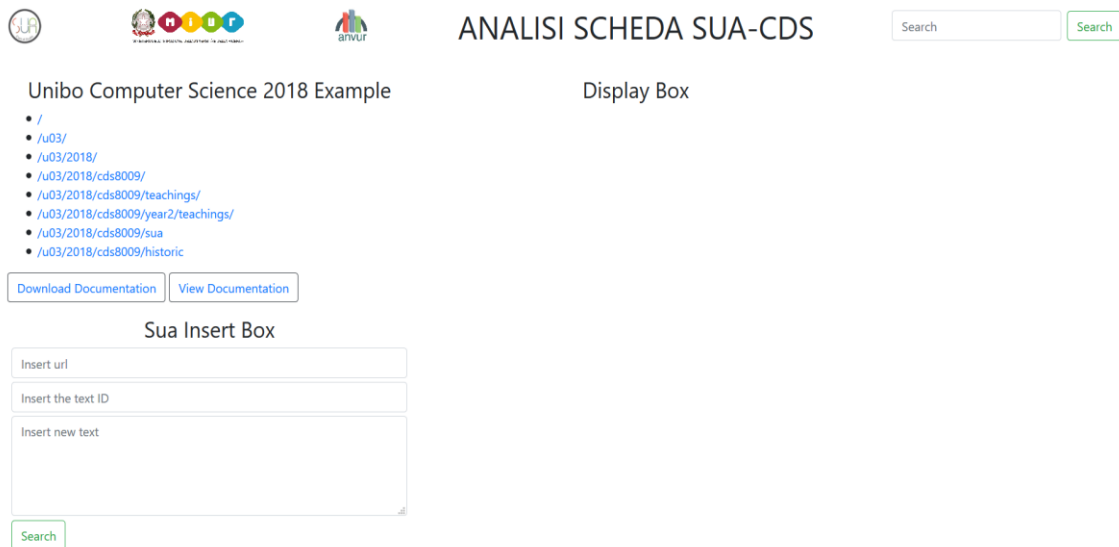 SUA
MIUR
anvur
ANALISI SCHEDA SUA-CDS
Search
Search
Unibo Computer Science 2018 Example
Display Box
/
/u03/
/u03/2018/
/u03/2018/cds8009/
/u03/2018/cds8009/teachings/
/u03/2018/cds8009/year2/teachings/
/u03/2018/cds8009/sua
/u03/2018/cds8009/historic
Download Documentation
View Documentation
Sua Insert Box
Insert url
Insert the text ID
Insert new text
Search